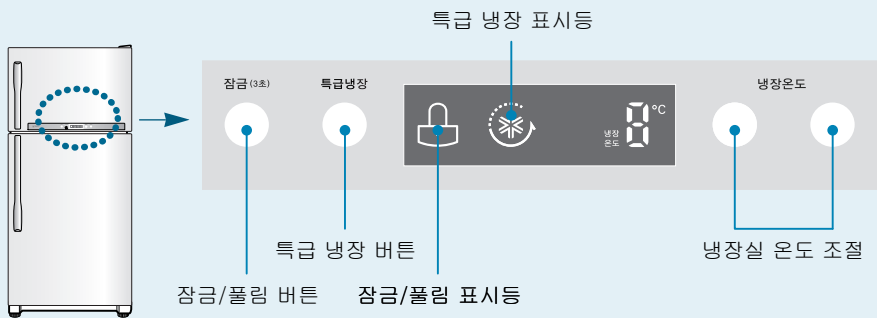 특급 냉장 표시등
잠금 (3초)
특급냉장
냉장온도
8 °C
냉장
온도
특급 냉장 버튼
냉장실 온도 조절
잠금/풀림 버튼
잠금/풀림 표시등